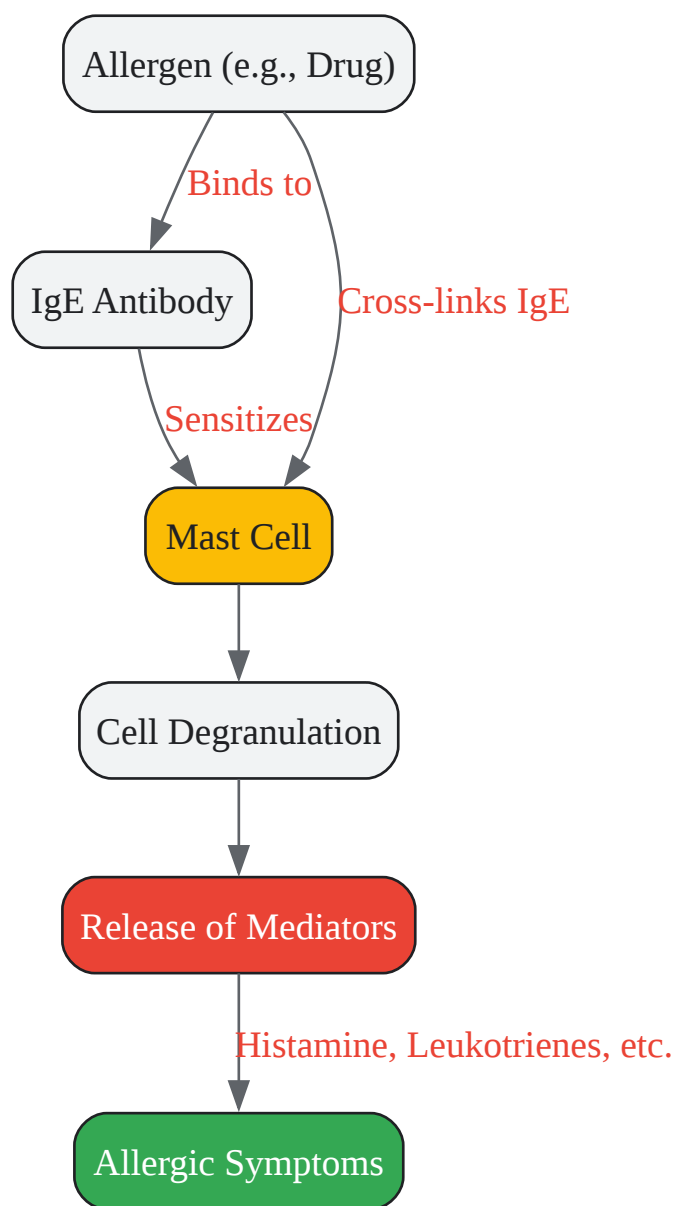 Allergen (e.g., Drug)
Binds to
IgE Antibody
Cross-links IgE
Sensitizes
Mast Cell
Cell Degranulation
Release of Mediators
Histamine, Leukotrienes, etc.
Allergic Symptoms